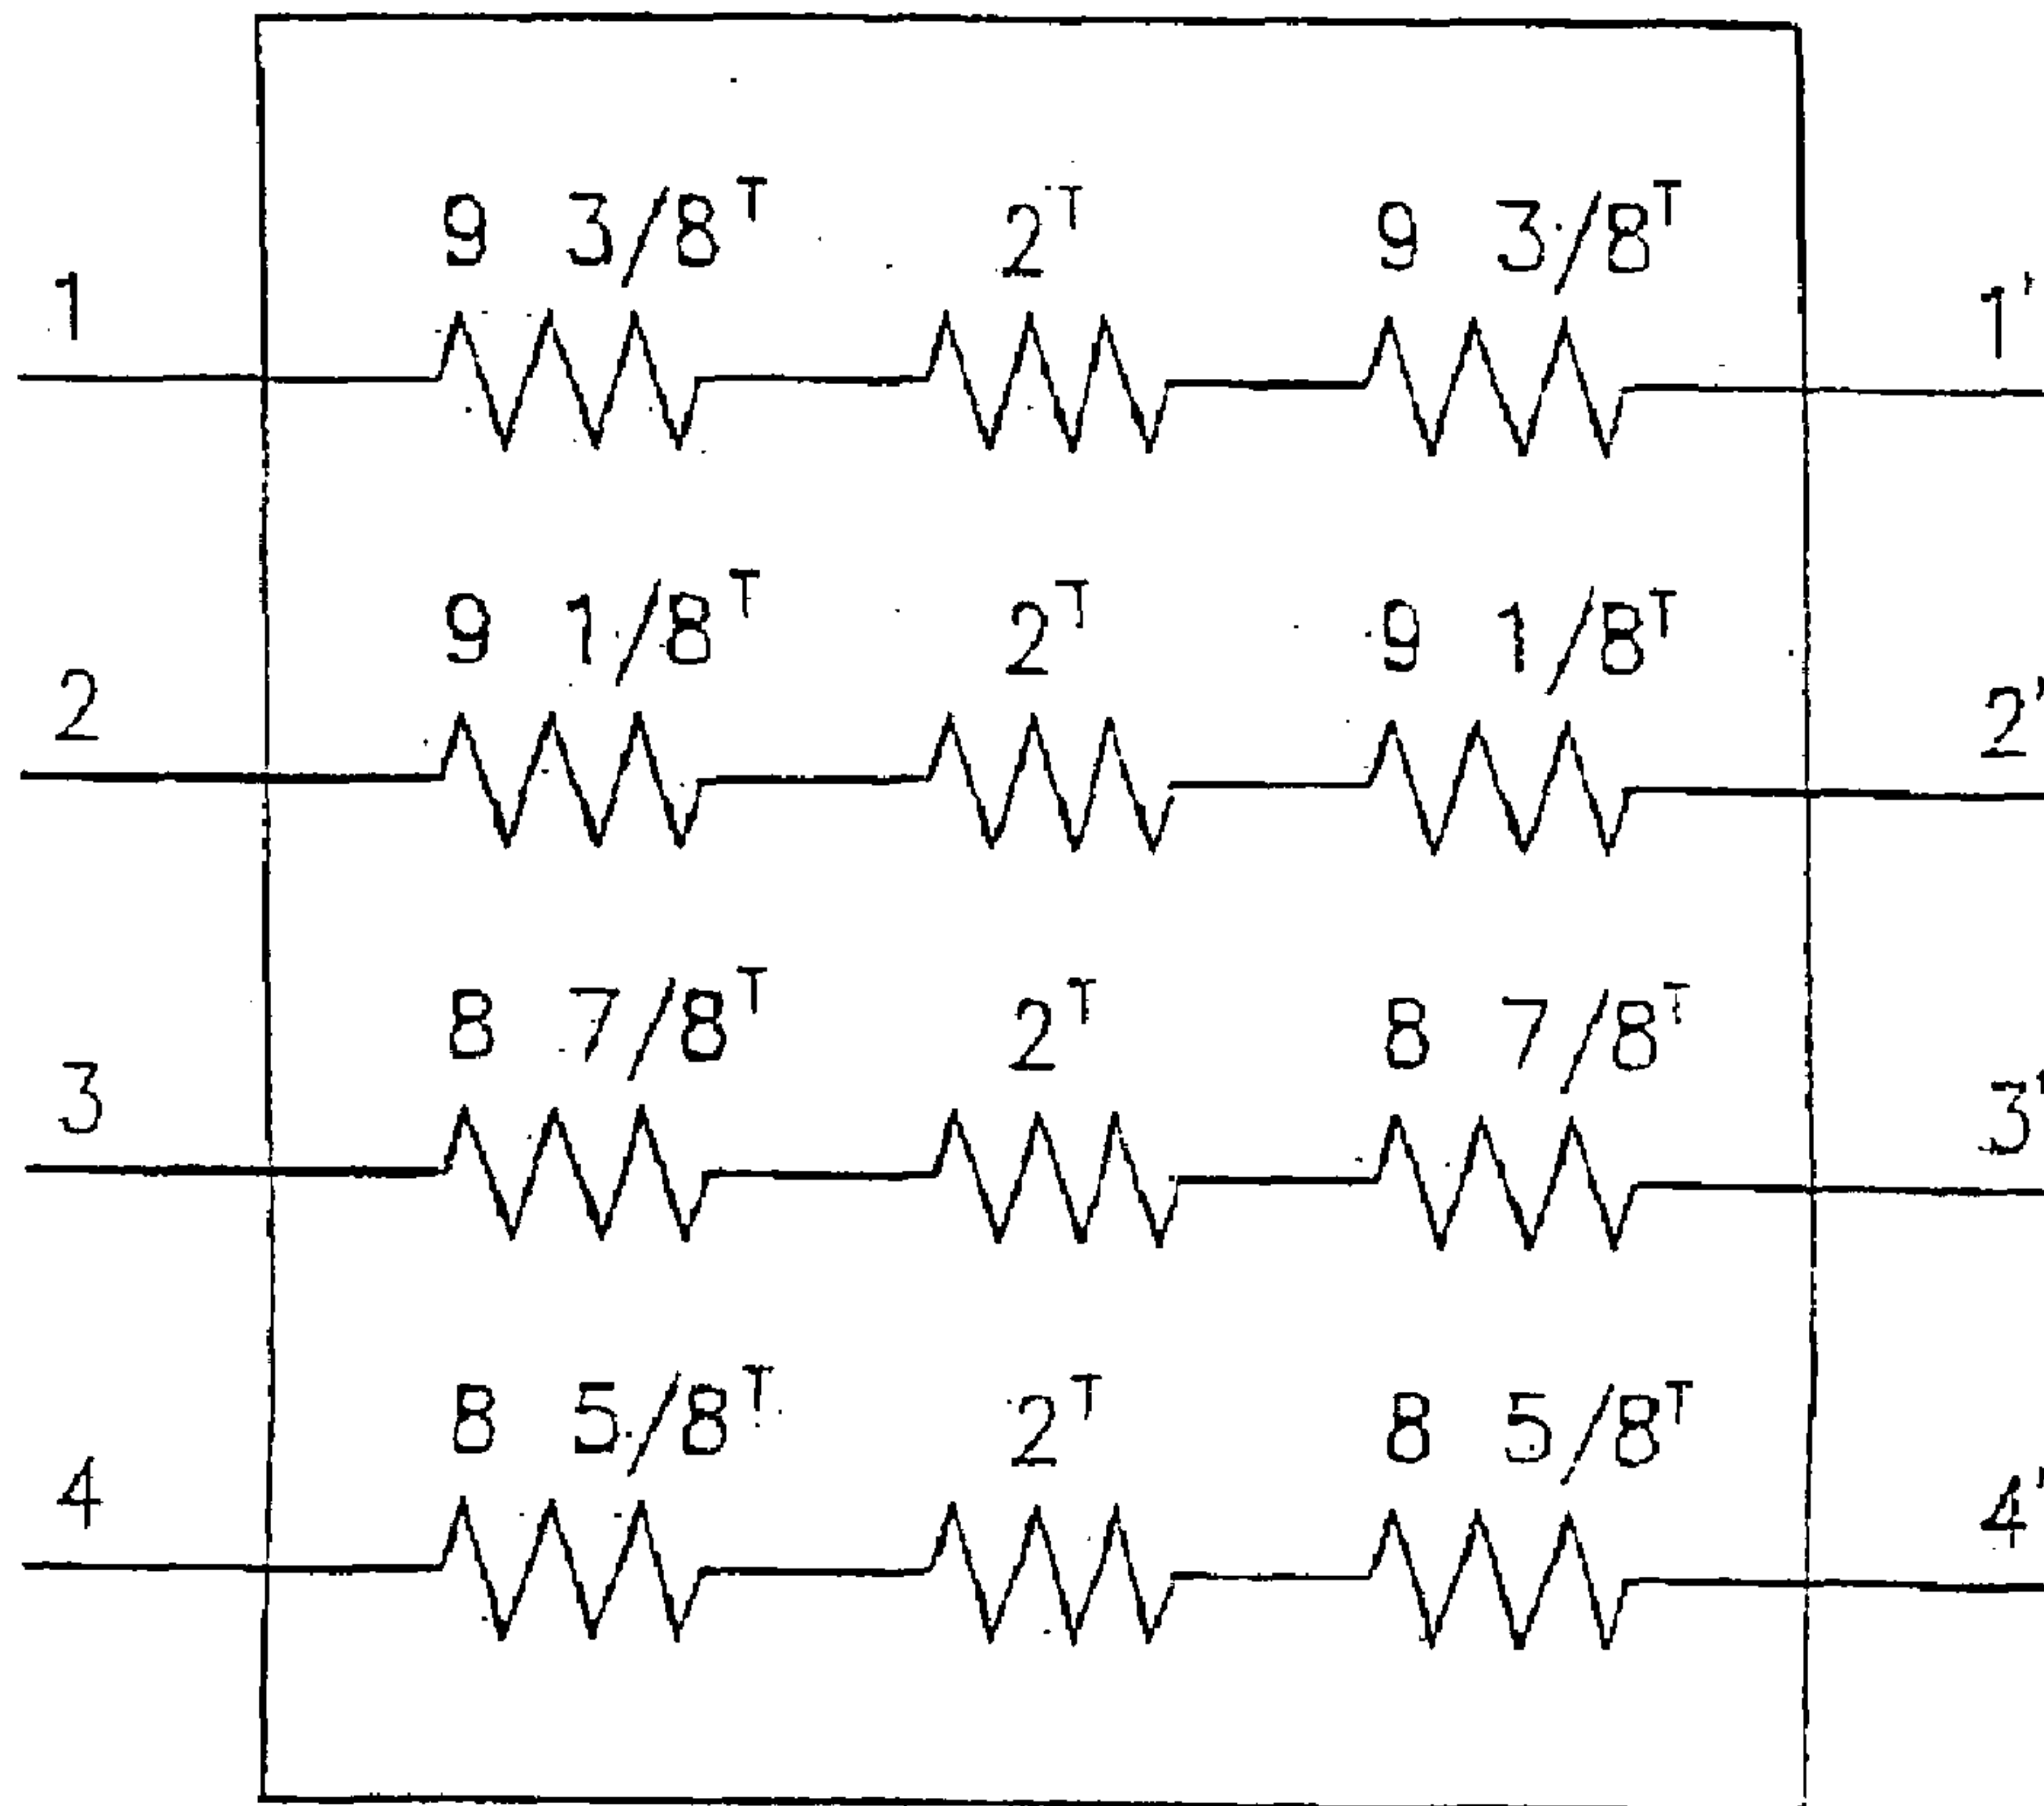 9 3/8ᵀ 2ᵀ 9 3/8ᵀ
1 1'
9 1/8ᵀ 2ᵀ 9 1/8ᵀ
2 2'
8 7/8ᵀ 2ᵀ 8 7/8ᵀ
3 3'
8 5/8ᵀ 2ᵀ 8 5/8ᵀ
4 4'